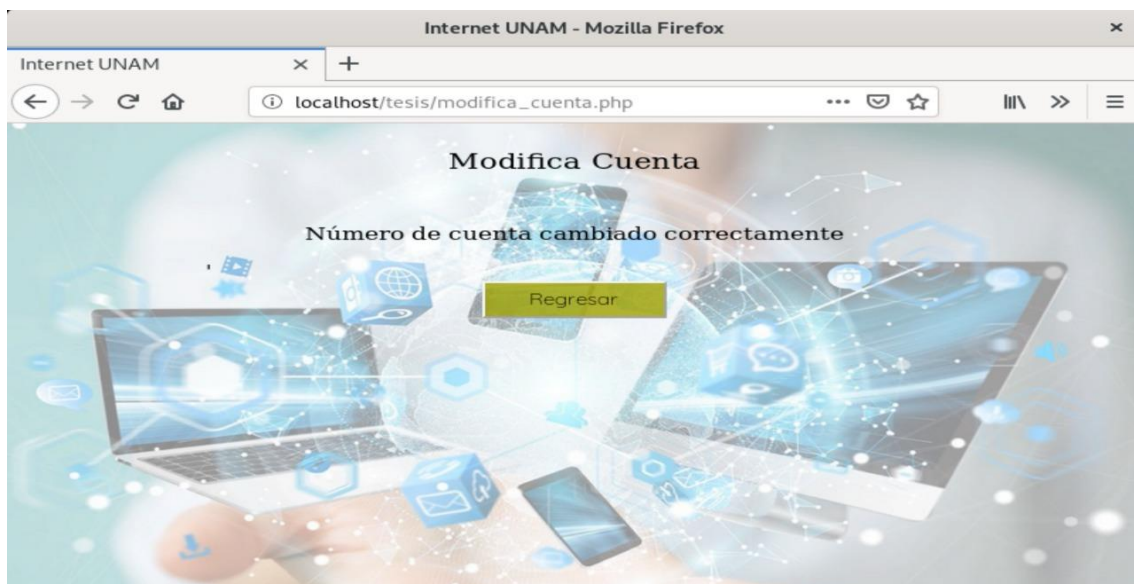 Internet UNAM - Mozilla Firefox
Internet UNAM
localhost/tesis/modifica_cuenta.php
Modifica Cuenta
Número de cuenta cambiado correctamente
Regresar